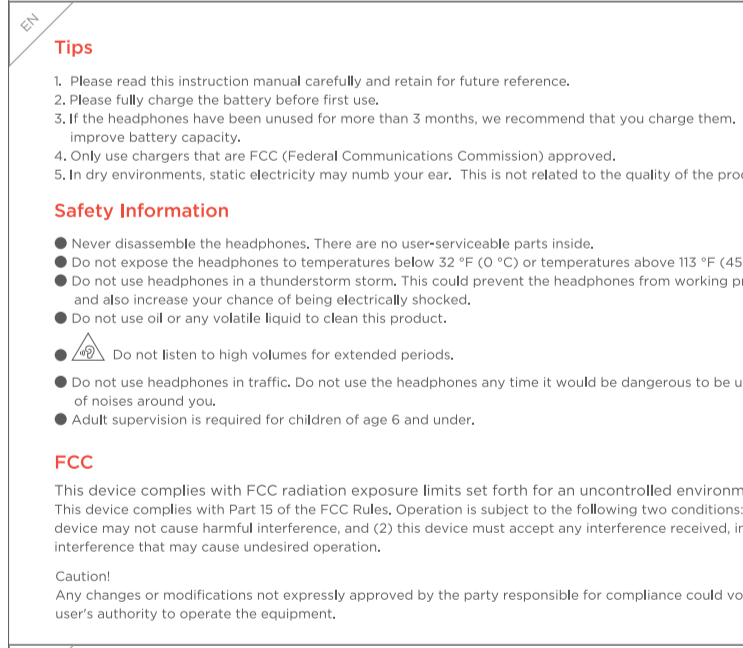 EN
Tips
1. Please read this instruction manual carefully and retain for future reference.
2. Please fully charge the battery before first use.
3. If the headphones have been unused for more than 3 months, we recommend that you charge them.
improve battery capacity.
4. Only use chargers that are FCC (Federal Communications Commission) approved.
5. In dry environments, static electricity may numb your ear. This is not related to the quality of the
Safety Information
● Never disassemble the headphones. There are no user-serviceable parts inside.
● Do not expose the headphones to temperatures below 32 °F (0 °C) or temperatures above 113 °F (45
● Do not use headphones in a thunderstorm storm. This could prevent the headphones from working
and also increase your chance of being electrically shocked.
● Do not use oil or any volatile liquid to clean this product.
● Do not listen to high volumes for extended periods.
● Do not use headphones in traffic. Do not use the headphones any time it would be dangerous to be
of noises around you.
● Adult supervision is required for children of age 6 and under.
FCC
This device complies with FCC radiation exposure limits set forth for an uncontrolled
This device complies with Part 15 of the FCC Rules. Operation is subject to the following two conditions:
device may not cause harmful interference, and (2) this device must accept any interference received,
interference that may cause undesired operation.
Caution!
Any changes or modifications not expressly approved by the party responsible for compliance could
user's authority to operate the equipment.